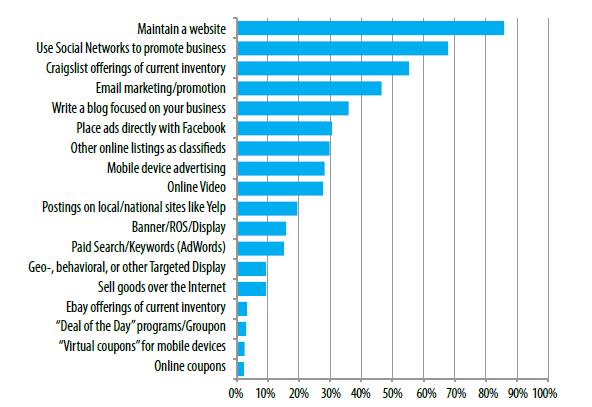 Maintain a website
Use Social Networks to promote business
Craigslist offerings of current inventory
Email marketing/promotion
Write a blog focused on your business
Place ads directly with Facebook
Other online listings as classifieds
Mobile device advertising
Online Video
Postings on local/national sites like Yelp
Banner/ROS/Display
Paid Search/Keywords (AdWords)
Geo-, behavioral, or other Targeted Display
Sell goods over the Internet
Ebay offerings of current inventory
“Deal of the Day” programs/Groupon
“Virtual coupons” for mobile devices
Online coupons
0% 10% 20% 30% 40% 50% 60% 70% 80% 90% 100%